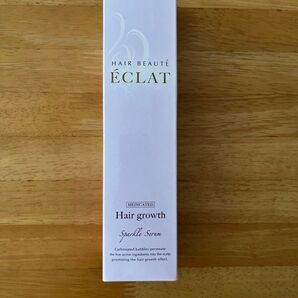 HAIR BEAUTÉ
ÉCLAT
MEDICATED
Hair growth
Sparkle Serum
Carbonated bubbles permeate
the five active ingredients into the scalp,
promoting the hair growth effect.